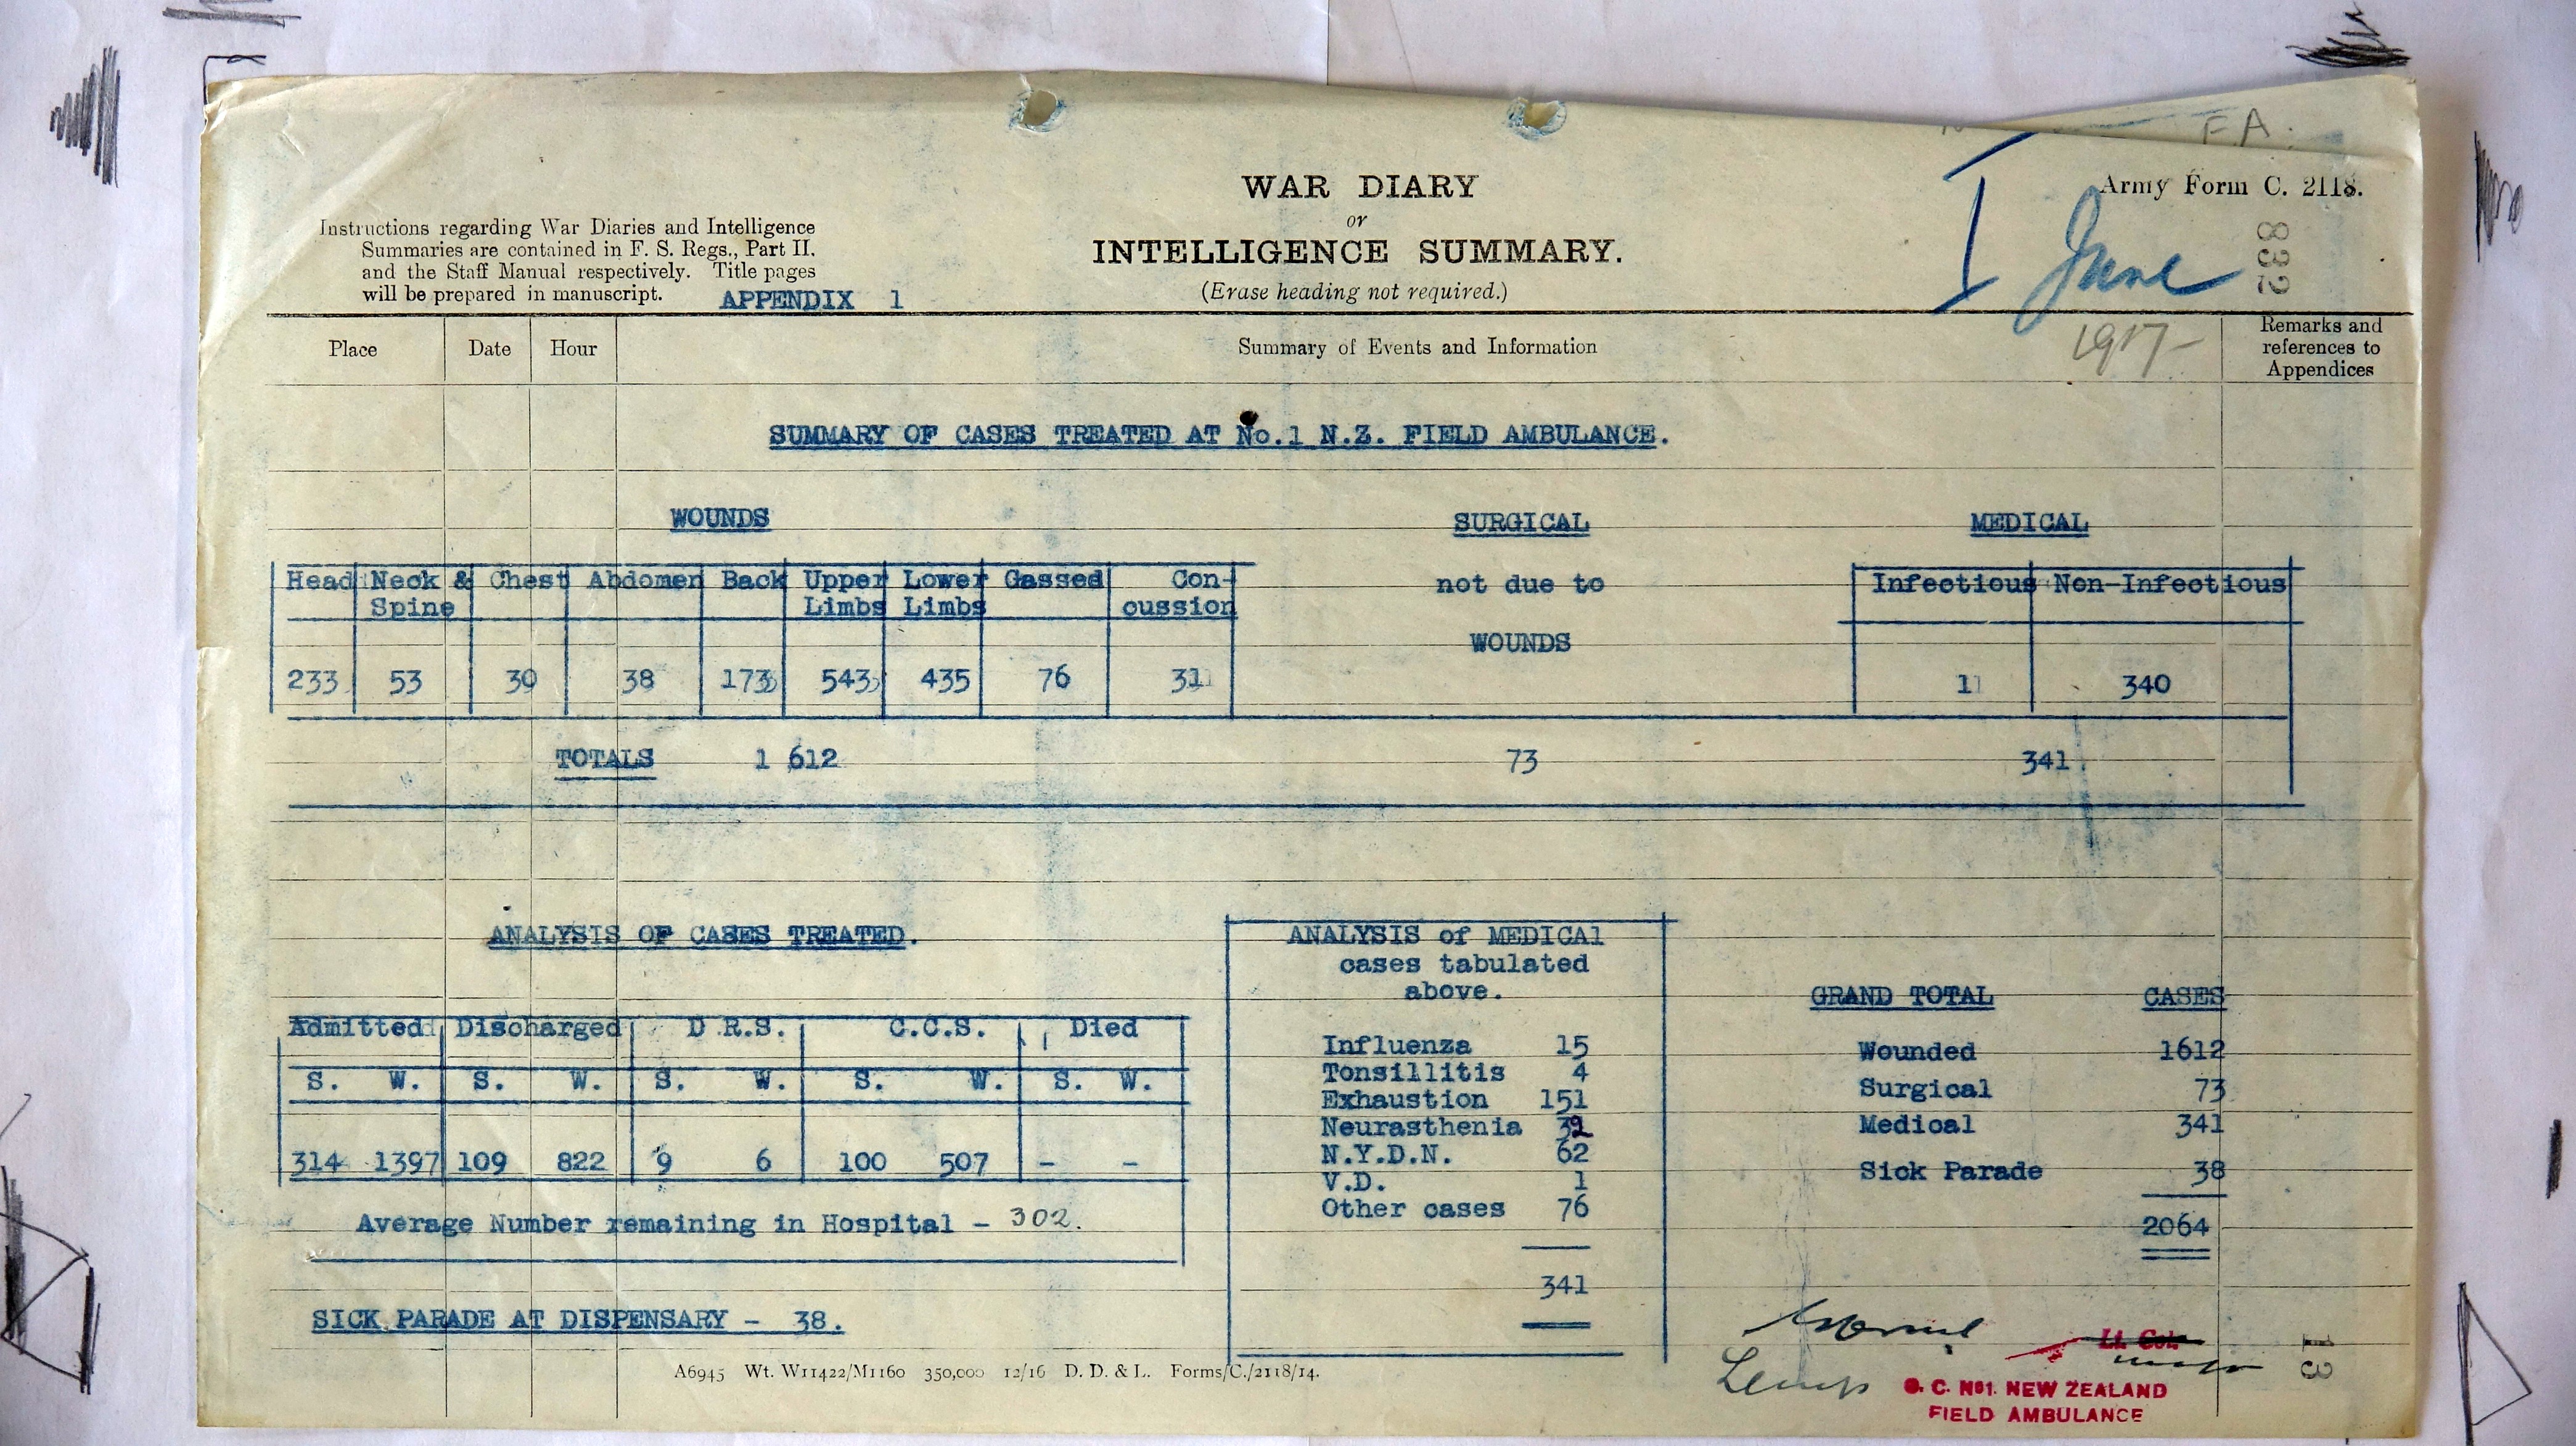 F.A.
WAR DIARY
or
INTELLIGENCE SUMMARY.
(Erase heading not required.)
Army Form C. 2118.
Instructions regarding War Diaries and Intelligence
Summaries are contained in F. S. Regs., Part II.
and the Staff Manual respectively. Title pages
will be prepared in manuscript.
APPENDIX 1
I June
832
1917-
Place Date Hour Summary of Events and Information Remarks and
references to
Appendices
SUMMARY OF CASES TREATED AT No.1 N.Z. FIELD AMBULANCE.
WOUNDS
Head Neck & Chest Abdomen Back Upper Lower Gassed Con-
Spine Limbs Limbs cussion
233 53 30 38 173 543 435 76 31
TOTALS 1 612
SURGICAL
not due to
WOUNDS
73
MEDICAL
Infectious Non-Infectious
1 340
341
ANALYSIS OF CASES TREATED.
Admitted Discharged D R.S. C.C.S. Died
S. W. S. W. S. W. S. W. S. W.
314 1397 109 822 9 6 100 507 - -
Average Number remaining in Hospital - 302.
SICK PARADE AT DISPENSARY - 38.
ANALYSIS of MEDICAl
cases tabulated
above.
Influenza 15
Tonsillitis 4
Exhaustion 151
Neurasthenia 32
N.Y.D.N. 62
V.D. 1
Other cases 76
341
GRAND TOTAL CASES
Wounded 1612
Surgical 73
Medical 341
Sick Parade 38
2064
Lt. Col.
O. C. No1. NEW ZEALAND
FIELD AMBULANCE
13
A6945 Wt. W11422/M1160 350,000 12/16 D. D. & L. Forms/C./2118/14.